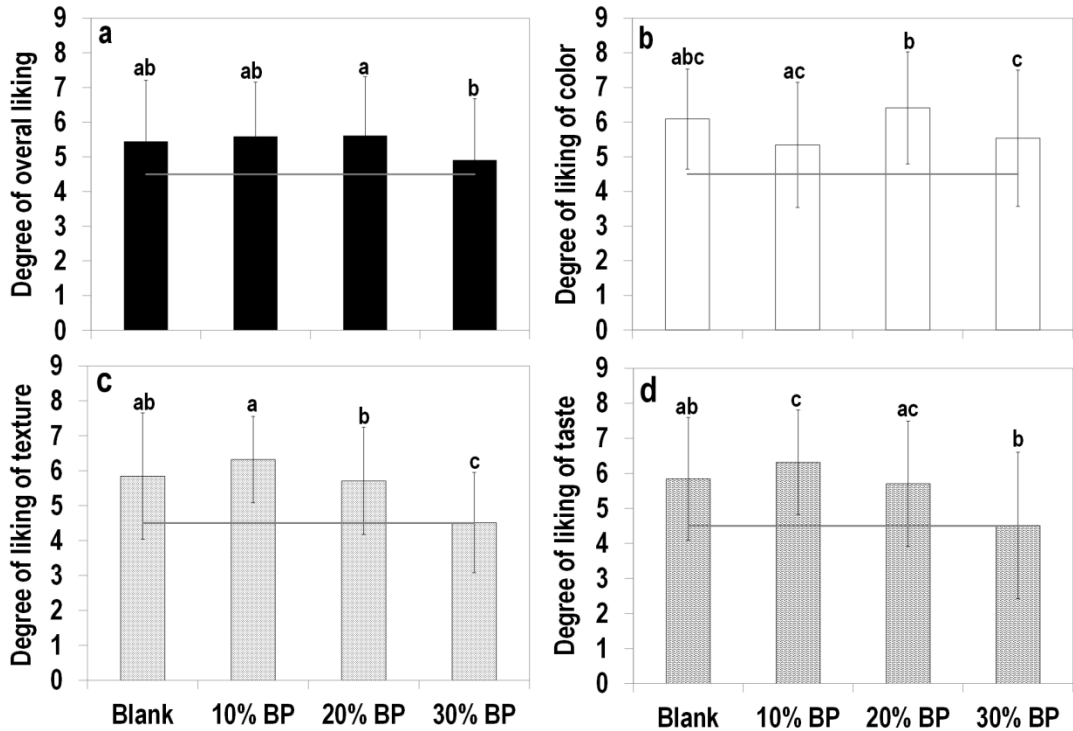 a
Degree of overal liking
9
8
7
6
5
4
3
2
1
0
ab
ab
a
b
b
Degree of liking of color
9
8
7
6
5
4
3
2
1
0
abc
ac
b
c
c
Degree of liking of texture
9
8
7
6
5
4
3
2
1
0
ab
a
b
c
Blank 10% BP 20% BP 30% BP
d
Degree of liking of taste
9
8
7
6
5
4
3
2
1
0
ab
c
ac
b
Blank 10% BP 20% BP 30% BP